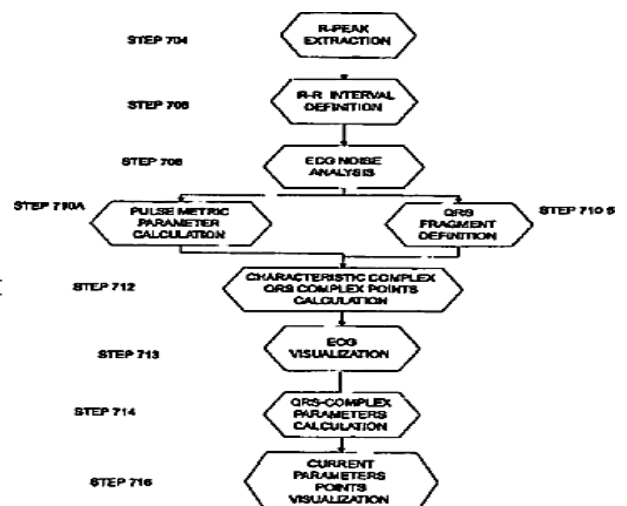 STEP 704
R-PEAK
EXTRACTION
STEP 706
R-R INTERVAL
DEFINITION
STEP 708
ECG NOISE
ANALYSIS
STEP 710A
PULSE METRIC
PARAMETER
CALCULATION
QRS
FRAGMENT
DEFINITION
STEP 710
STEP 712
CHARACTERISTIC COMPLEX
QRS COMPLEX POINTS
CALCULATION
STEP 713
ECG
VISUALIZATION
STEP 714
QRS-COMPLEX
PARAMETERS
CALCULATION
STEP 716
CURRENT
PARAMETERS
POINTS
VISUALIZATION